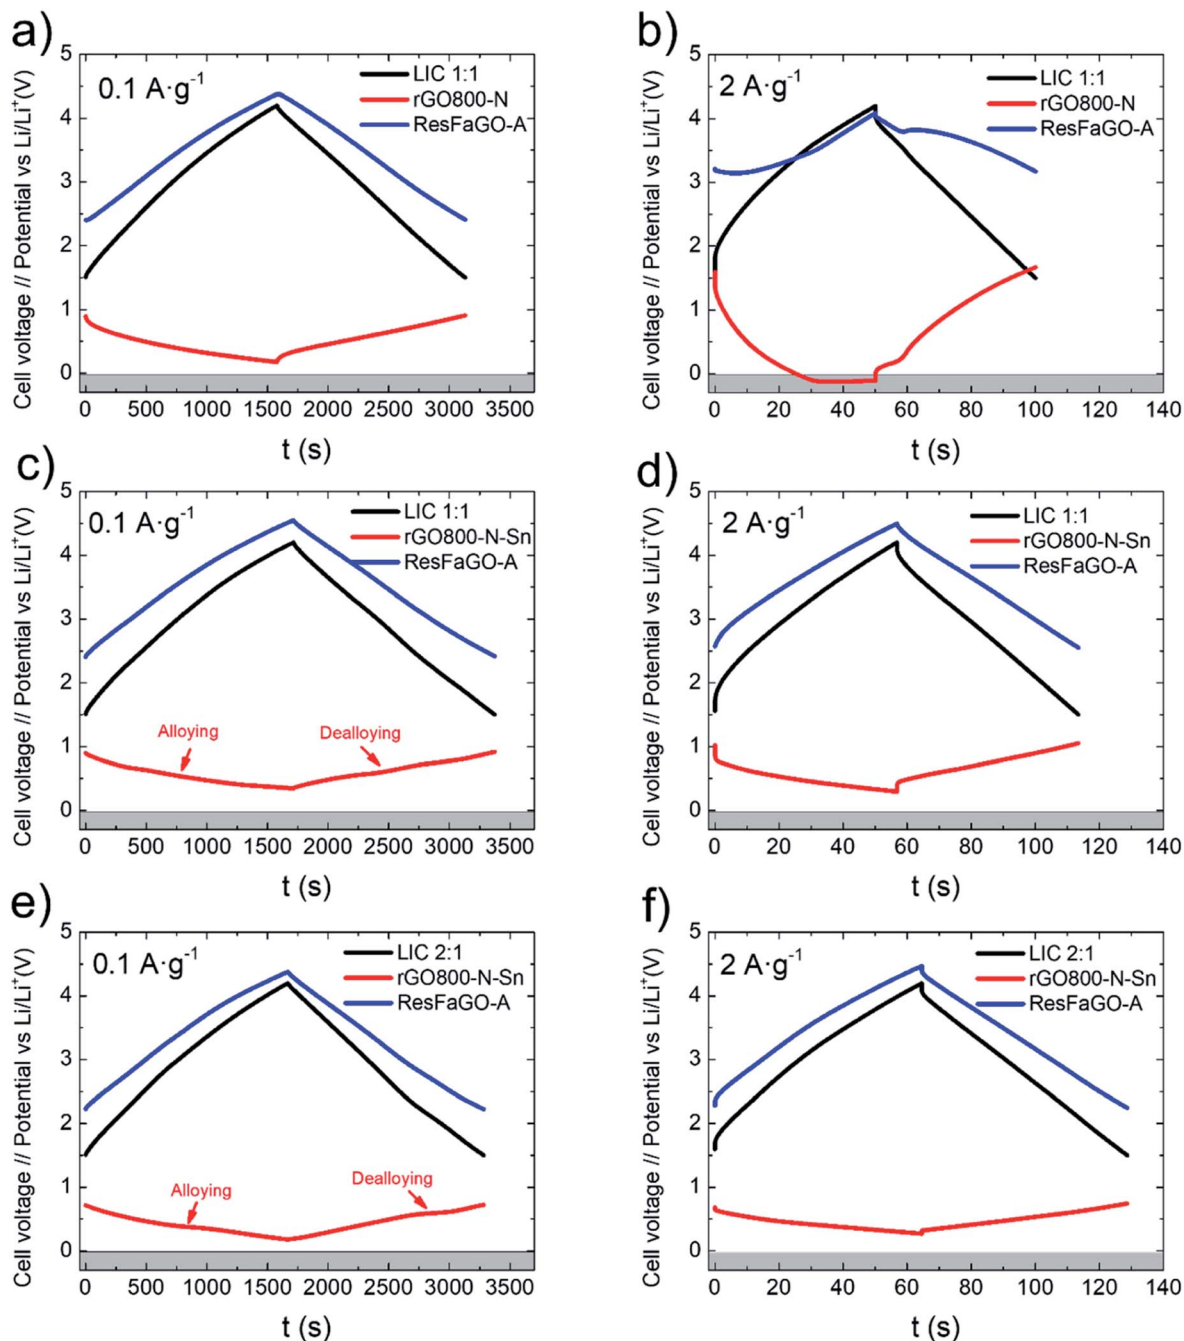 a)
Cell voltage // Potential vs Li/Li⁺(V)
0.1 A·g⁻¹
LIC 1:1
rGO800-N
ResFaGO-A
5
4
3
2
1
0
0 500 1000 1500 2000 2500 3000 3500
t (s)
b)
Cell voltage // Potential vs Li/Li⁺(V)
2 A·g⁻¹
LIC 1:1
rGO800-N
ResFaGO-A
5
4
3
2
1
0
0 20 40 60 80 100 120 140
t (s)
c)
Cell voltage // Potential vs Li/Li⁺(V)
0.1 A·g⁻¹
LIC 1:1
rGO800-N-Sn
ResFaGO-A
Alloying
Dealloying
5
4
3
2
1
0
0 500 1000 1500 2000 2500 3000 3500
t (s)
d)
Cell voltage // Potential vs Li/Li⁺(V)
2 A·g⁻¹
LIC 1:1
rGO800-N-Sn
ResFaGO-A
5
4
3
2
1
0
0 20 40 60 80 100 120 140
t (s)
e)
Cell voltage // Potential vs Li/Li⁺(V)
0.1 A·g⁻¹
LIC 2:1
rGO800-N-Sn
ResFaGO-A
Alloying
Dealloying
5
4
3
2
1
0
0 500 1000 1500 2000 2500 3000 3500
t (s)
f)
Cell voltage // Potential vs Li/Li⁺(V)
2 A·g⁻¹
LIC 2:1
rGO800-N-Sn
ResFaGO-A
5
4
3
2
1
0
0 20 40 60 80 100 120 140
t (s)